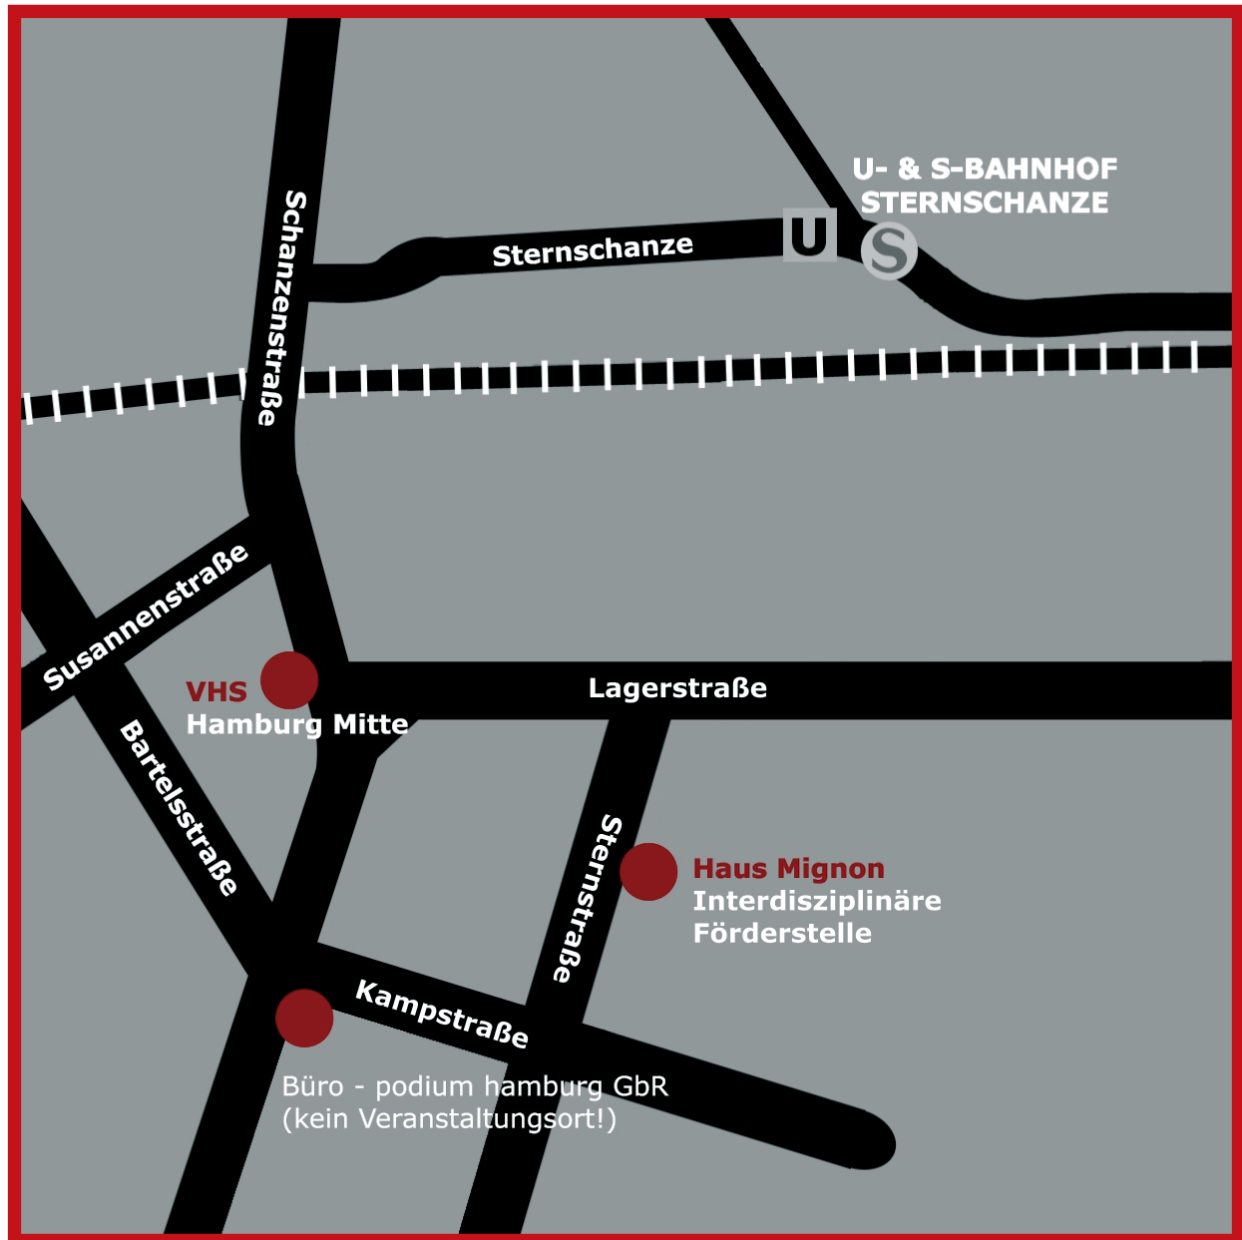 U- & S-BAHNHOF
STERNSCHANZE
U
S
Sternschanze
Schanzenstraße
Susannenstraße
VHS
Hamburg Mitte
Lagerstraße
Bartelsstraße
Sternstraße
Haus Mignon
Interdisziplinäre
Förderstelle
Kampstraße
Büro - podium hamburg GbR
(kein Veranstaltungsort!)